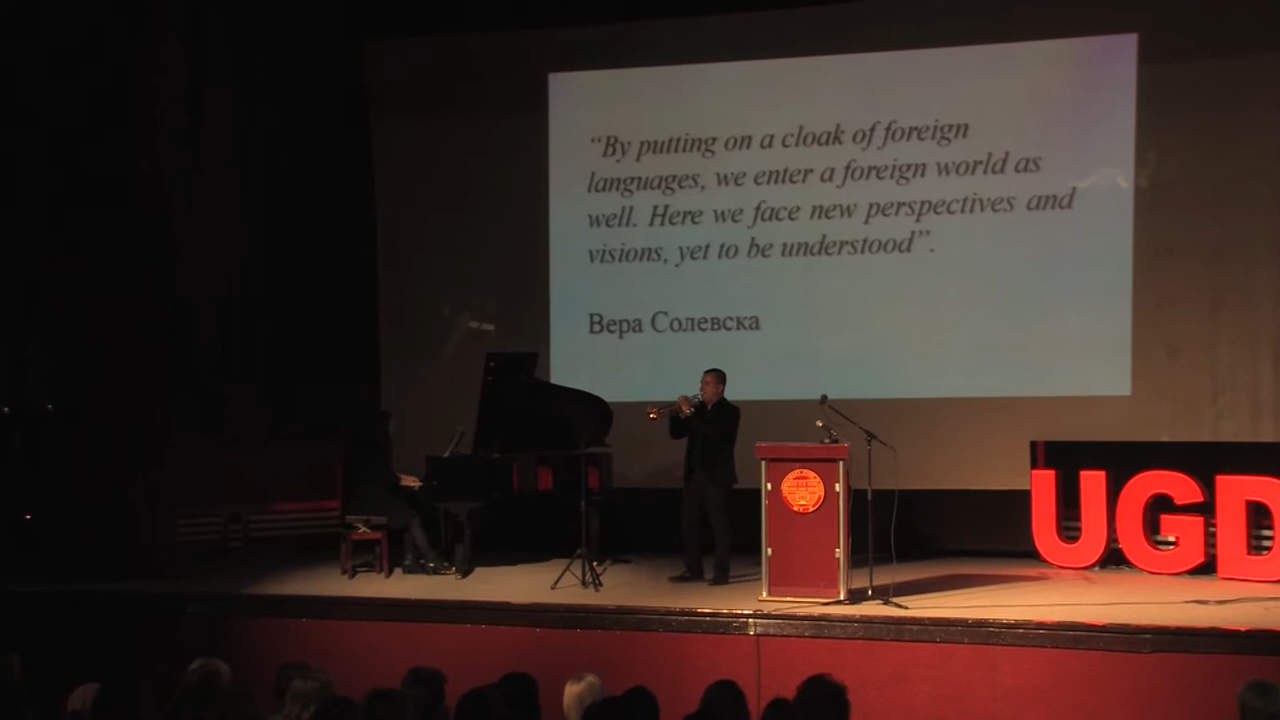 “By putting on a cloak of foreign
languages, we enter a foreign world as
well. Here we face new perspectives and
visions, yet to be understood”.
Вера Солевска
UGD